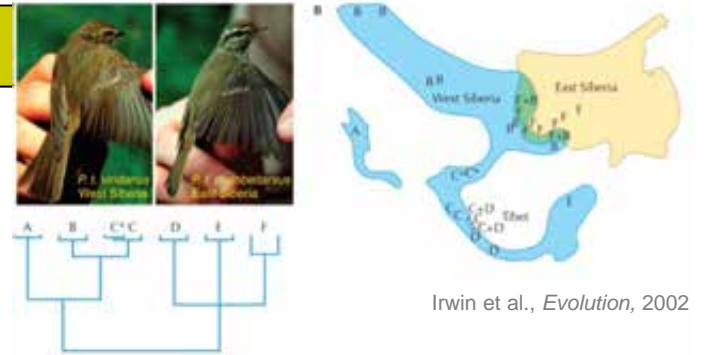 P. t. viridanus
West Siberia
P. t. plumbeitarsus
East Siberia
A B C* C D E F
B
B B
B B
West Siberia
East Siberia
F+B
B
F
F
F
F
A
C+C*
C
C+D
C
Tibet
C+D
D
D
E
Irwin et al., Evolution, 2002